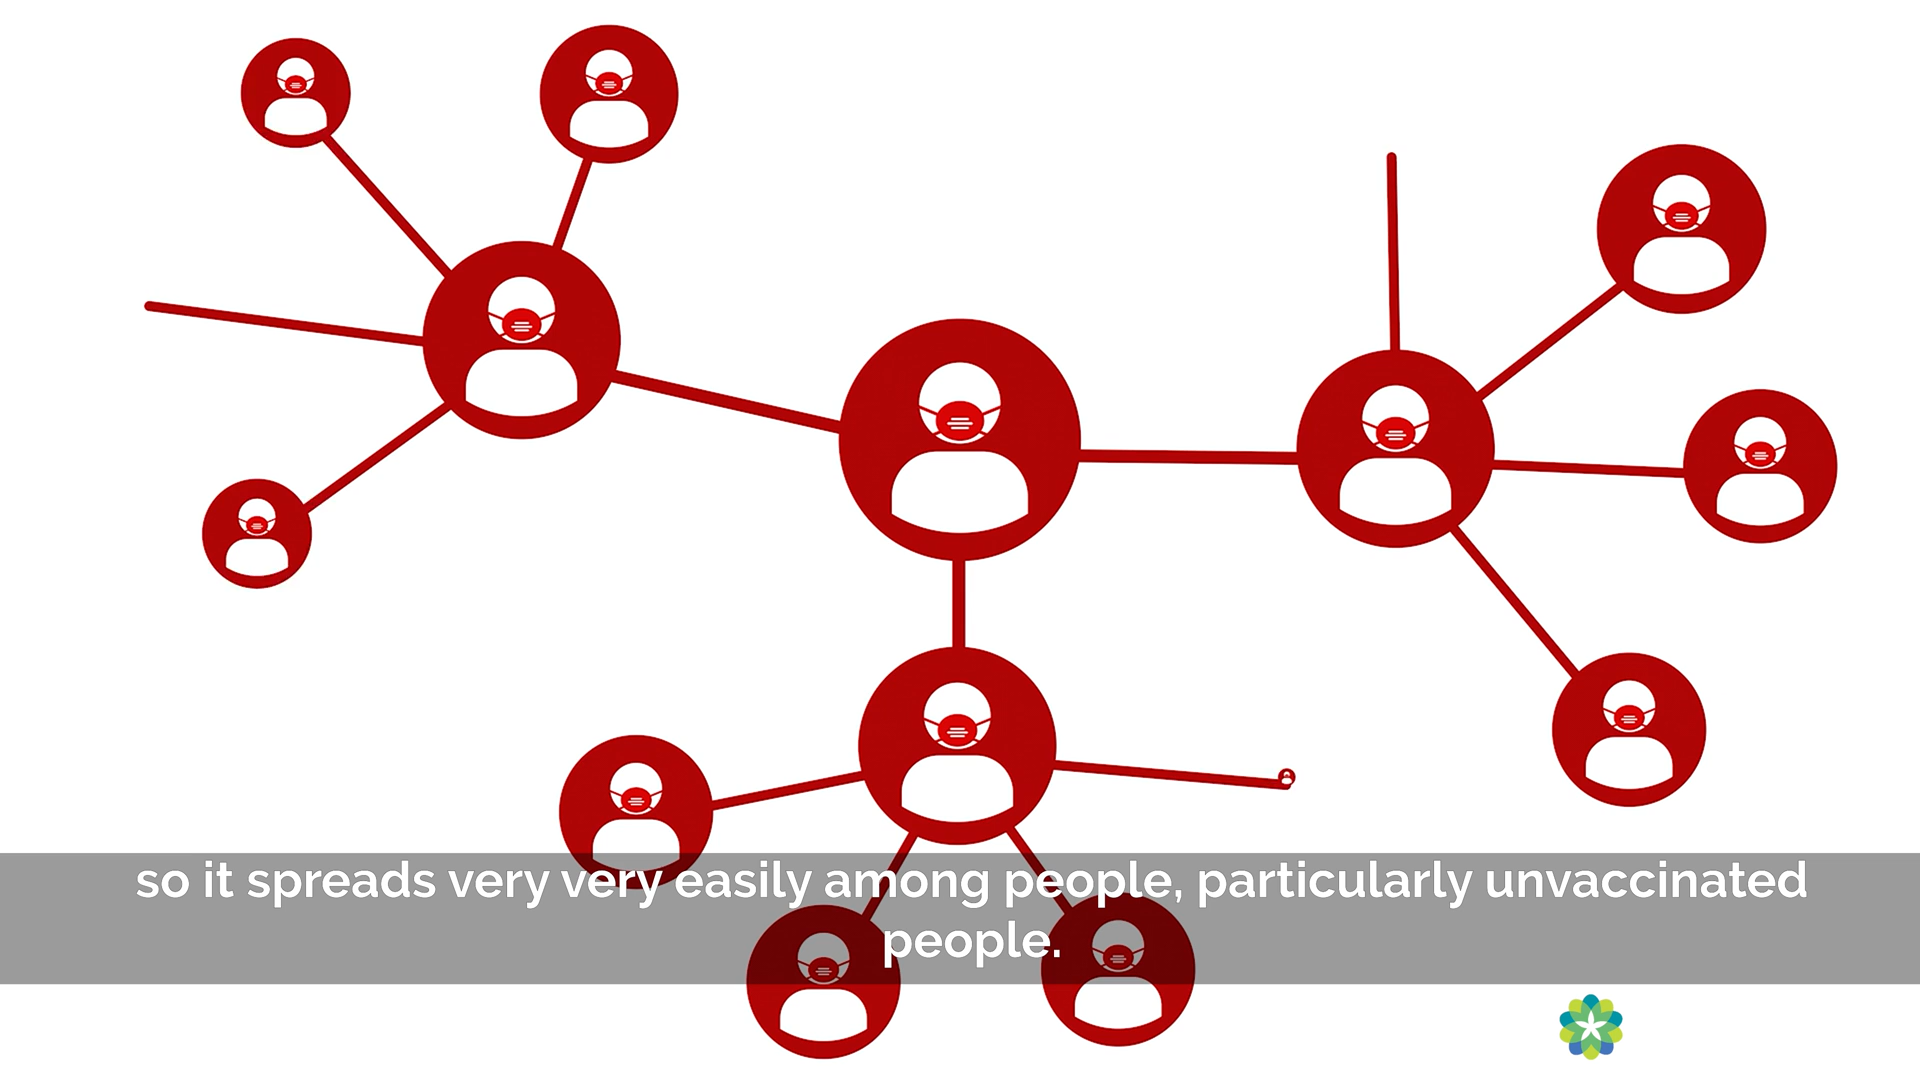 so it spreads very very easily among people, particularly unvaccinated
people.